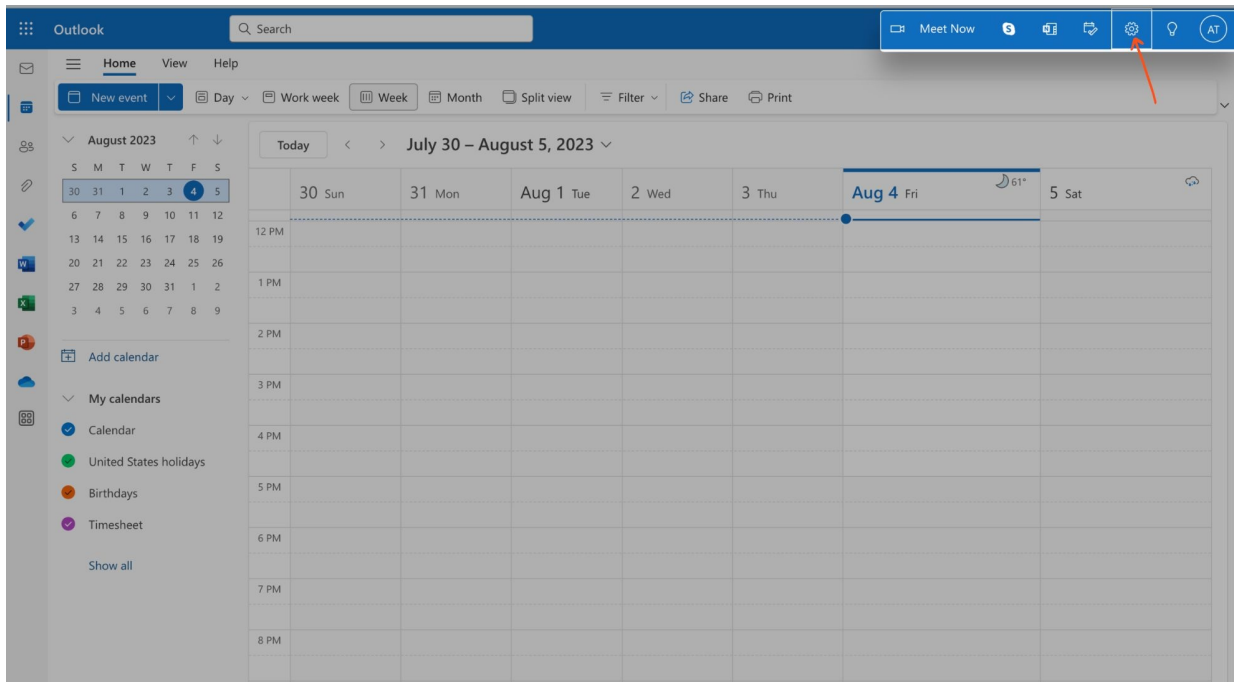 Outlook
Search
Meet Now
S
AT
Home View Help
New event Day Work week Week Month Split view Filter Share Print
August 2023
S M T W T F S
30 31 1 2 3 4 5
6 7 8 9 10 11 12
13 14 15 16 17 18 19
20 21 22 23 24 25 26
27 28 29 30 31 1 2
3 4 5 6 7 8 9
Add calendar
My calendars
Calendar
United States holidays
Birthdays
Timesheet
Show all
Today July 30 – August 5, 2023
30 Sun 31 Mon Aug 1 Tue 2 Wed 3 Thu Aug 4 Fri 61° 5 Sat
12 PM
1 PM
2 PM
3 PM
4 PM
5 PM
6 PM
7 PM
8 PM
W
X
P